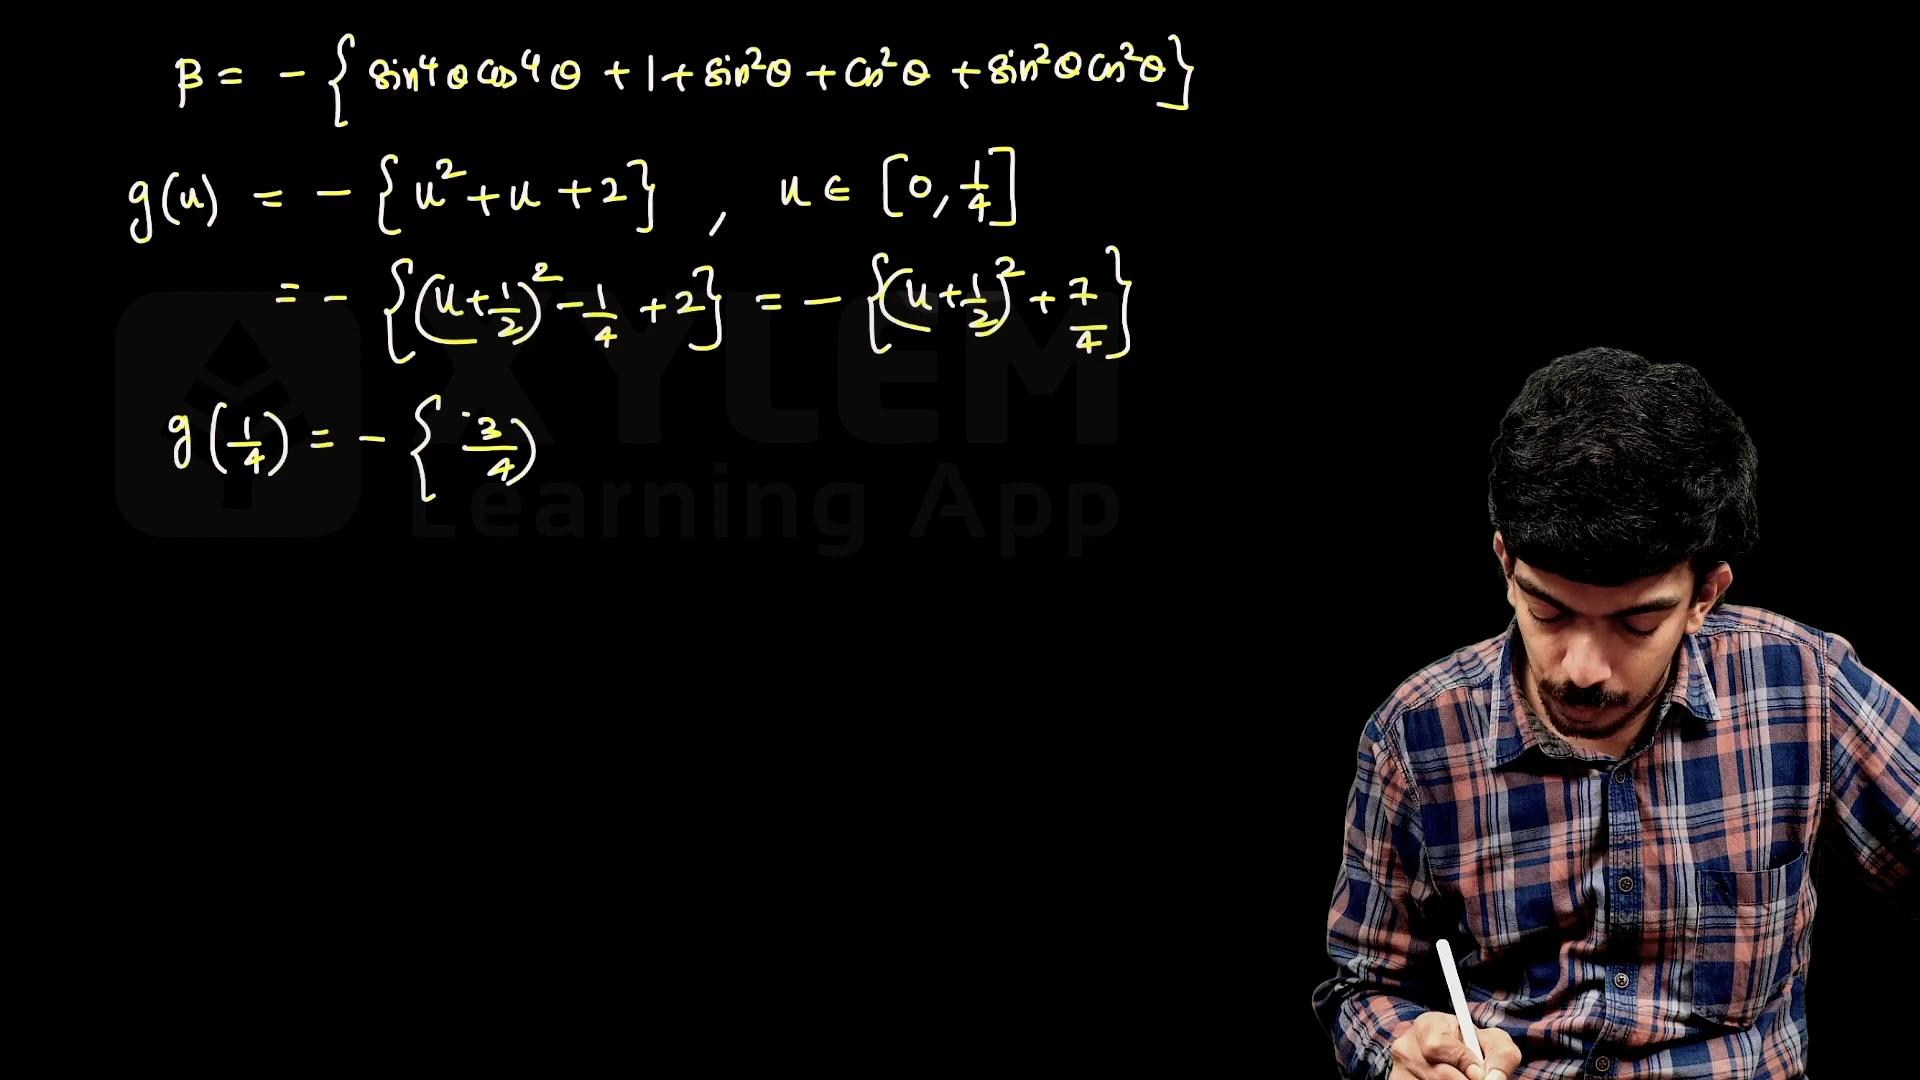 β = - { sin⁴θ cos⁴θ + 1 + sin²θ + cos²θ + sin²θ cos²θ }
g(u) = - { u² + u + 2 } , u ∈ [0, 1/4]
= - { (u + 1/2)² - 1/4 + 2 } = - { (u + 1/2)² + 7/4 }
g(1/4) = - { 3/4 )
XYLEM
Learning App